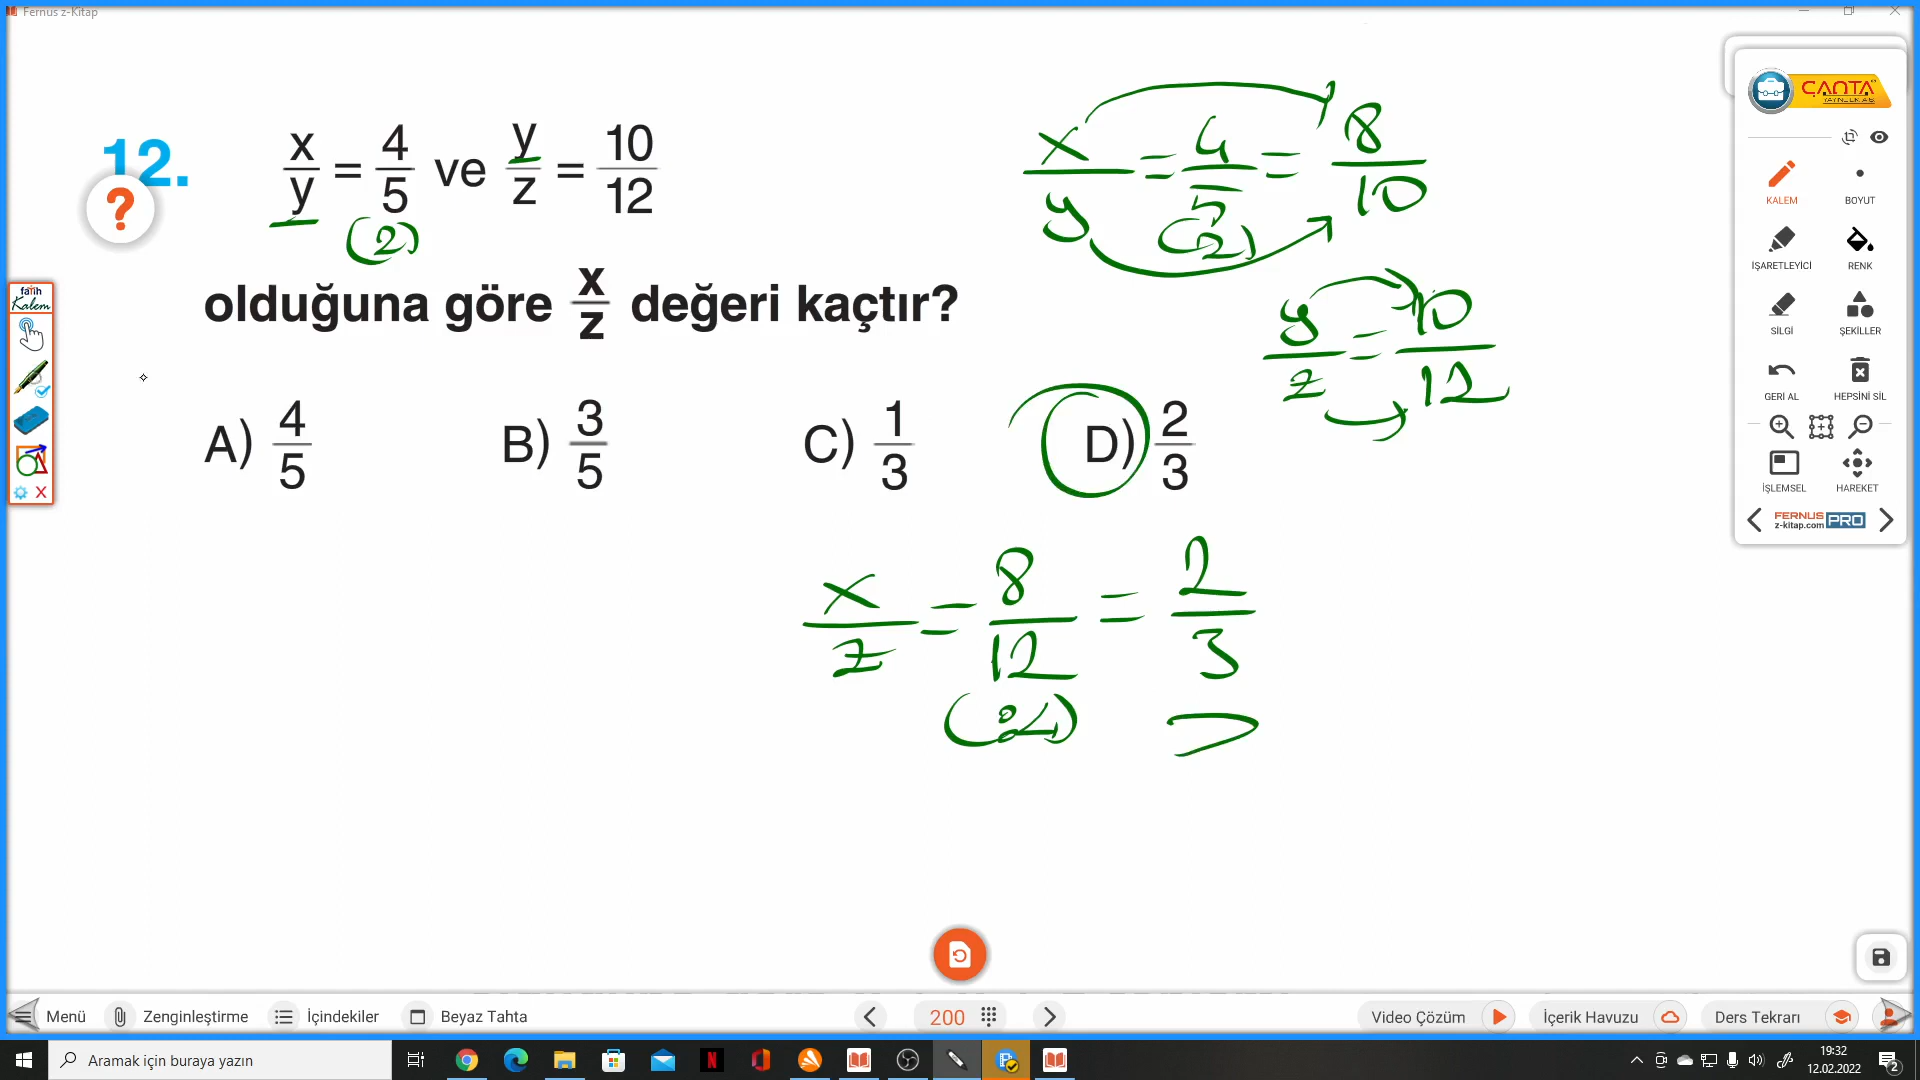 Fernus z-Kitap
12.
x/y = 4/5 ve y/z = 10/12
(2)
olduğuna göre x/z değeri kaçtır?
A) 4/5 B) 3/5 C) 1/3 D) 2/3
x/y = 4/5 = 8/10
(2)
y/z = 10/12
x/z = 8/12 = 2/3
?
fatih
Kalem
X
ÇANTA
YAYINLARI
KALEM BOYUT
İŞARETLEYİCİ RENK
SİLGİ ŞEKİLLER
GERİ AL HEPSİNİ SİL
İŞLEMSEL HAREKET
FERNUS
z-kitap.com PRO
Menü Zenginleştirme İçindekiler Beyaz Tahta 200 Video Çözüm İçerik Havuzu Ders Tekrarı
Aramak için buraya yazın
19:32
12.02.2022
2